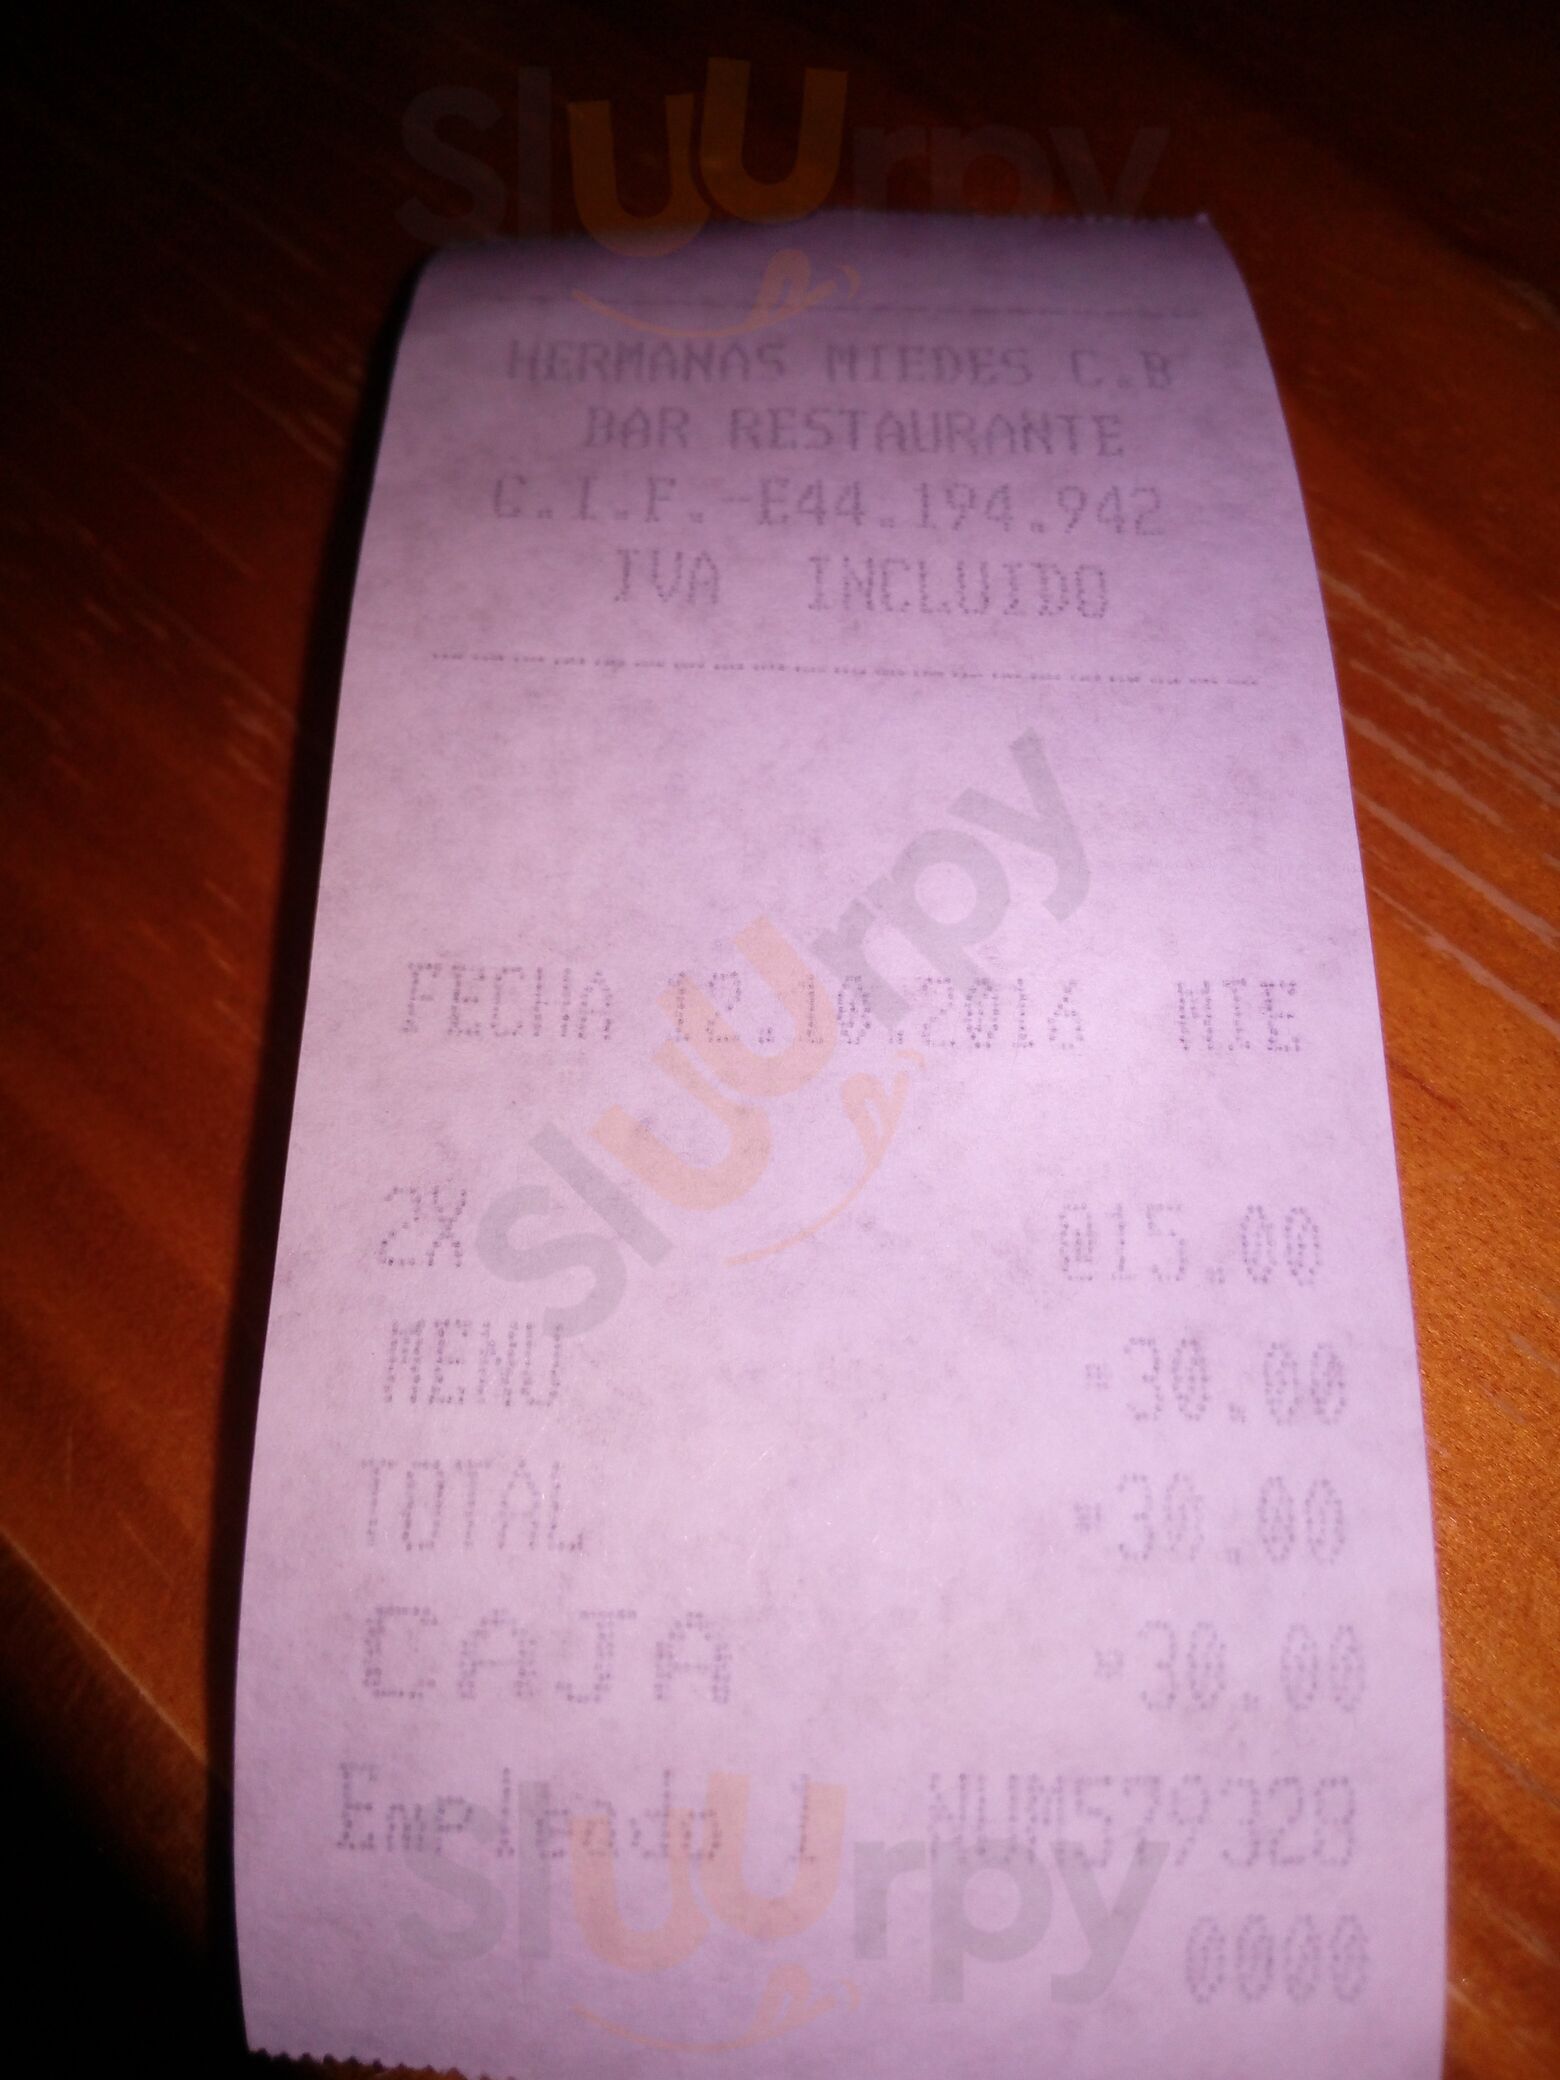 Sluurpy
HERMANAS MIEDES C.B
BAR RESTAURANTE
C.I.F.-E44.194.942
IVA INCLUIDO
Sluurpy
FECHA 12.10.2016 MIE
2X @15.00
MENU *30.00
TOTAL *30.00
CAJA *30.00
Empleado 1 NUM579328
Sluurpy
0000